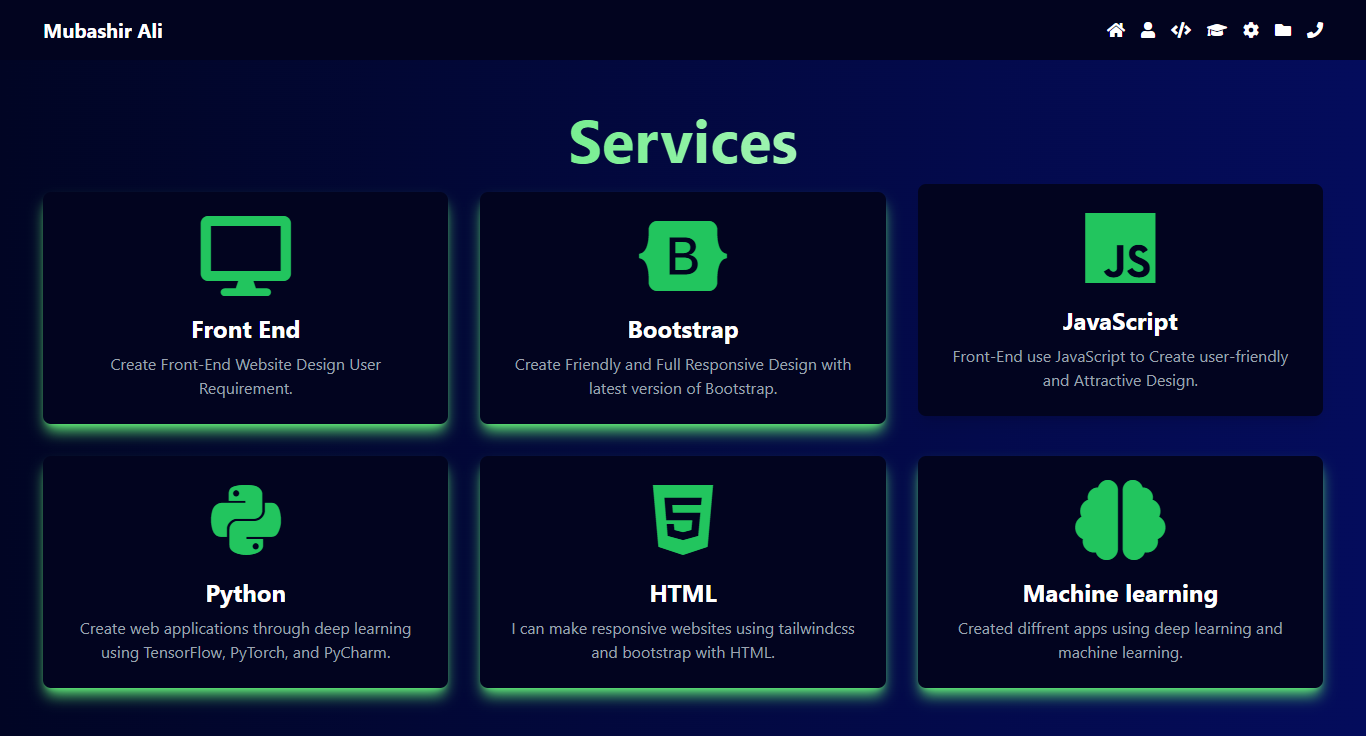 Mubashir Ali
Services
Front End
Create Front-End Website Design User
Requirement.
B
Bootstrap
Create Friendly and Full Responsive Design with
latest version of Bootstrap.
JS
JavaScript
Front-End use JavaScript to Create user-friendly
and Attractive Design.
Python
Create web applications through deep learning
using TensorFlow, PyTorch, and PyCharm.
5
HTML
I can make responsive websites using tailwindcss
and bootstrap with HTML.
Machine learning
Created diffrent apps using deep learning and
machine learning.